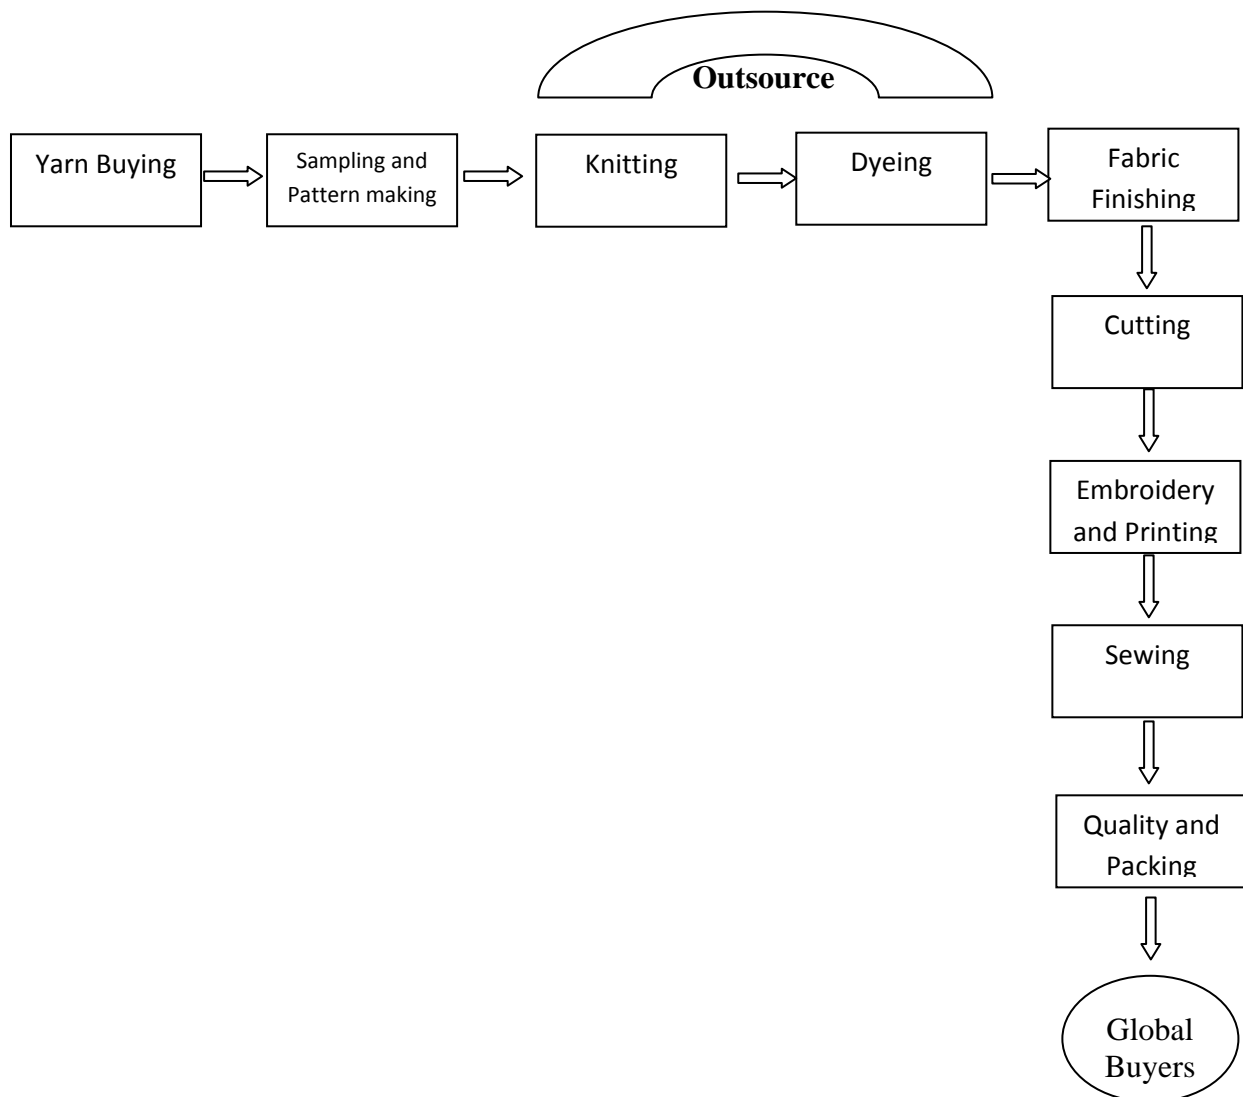 Outsource
Yarn Buying
Sampling and
Pattern making
Knitting
Dyeing
Fabric
Finishing
Cutting
Embroidery
and Printing
Sewing
Quality and
Packing
Global
Buyers